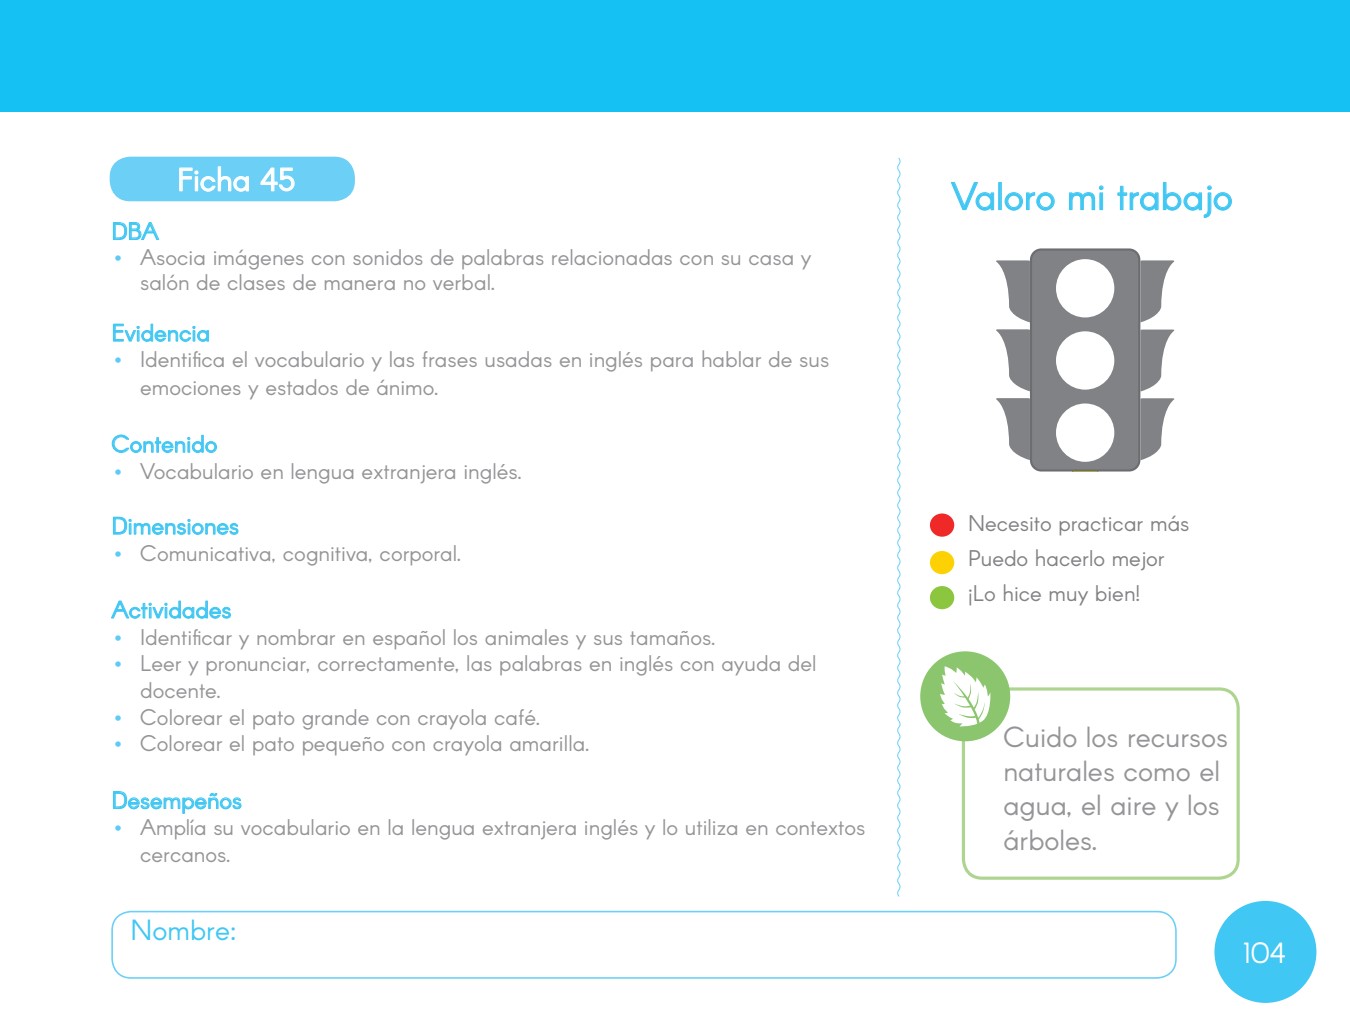 Ficha 45
DBA
• Asocia imágenes con sonidos de palabras relacionadas con su casa y
salón de clases de manera no verbal.
Evidencia
• Identifica el vocabulario y las frases usadas en inglés para hablar de sus
emociones y estados de ánimo.
Contenido
• Vocabulario en lengua extranjera inglés.
Dimensiones
• Comunicativa, cognitiva, corporal.
Actividades
• Identificar y nombrar en español los animales y sus tamaños.
• Leer y pronunciar, correctamente, las palabras en inglés con ayuda del
docente.
• Colorear el pato grande con crayola café.
• Colorear el pato pequeño con crayola amarilla.
Desempeños
• Amplía su vocabulario en la lengua extranjera inglés y lo utiliza en contextos
cercanos.
Valoro mi trabajo
Necesito practicar más
Puedo hacerlo mejor
¡Lo hice muy bien!
Cuido los recursos
naturales como el
agua, el aire y los
árboles.
Nombre:
104